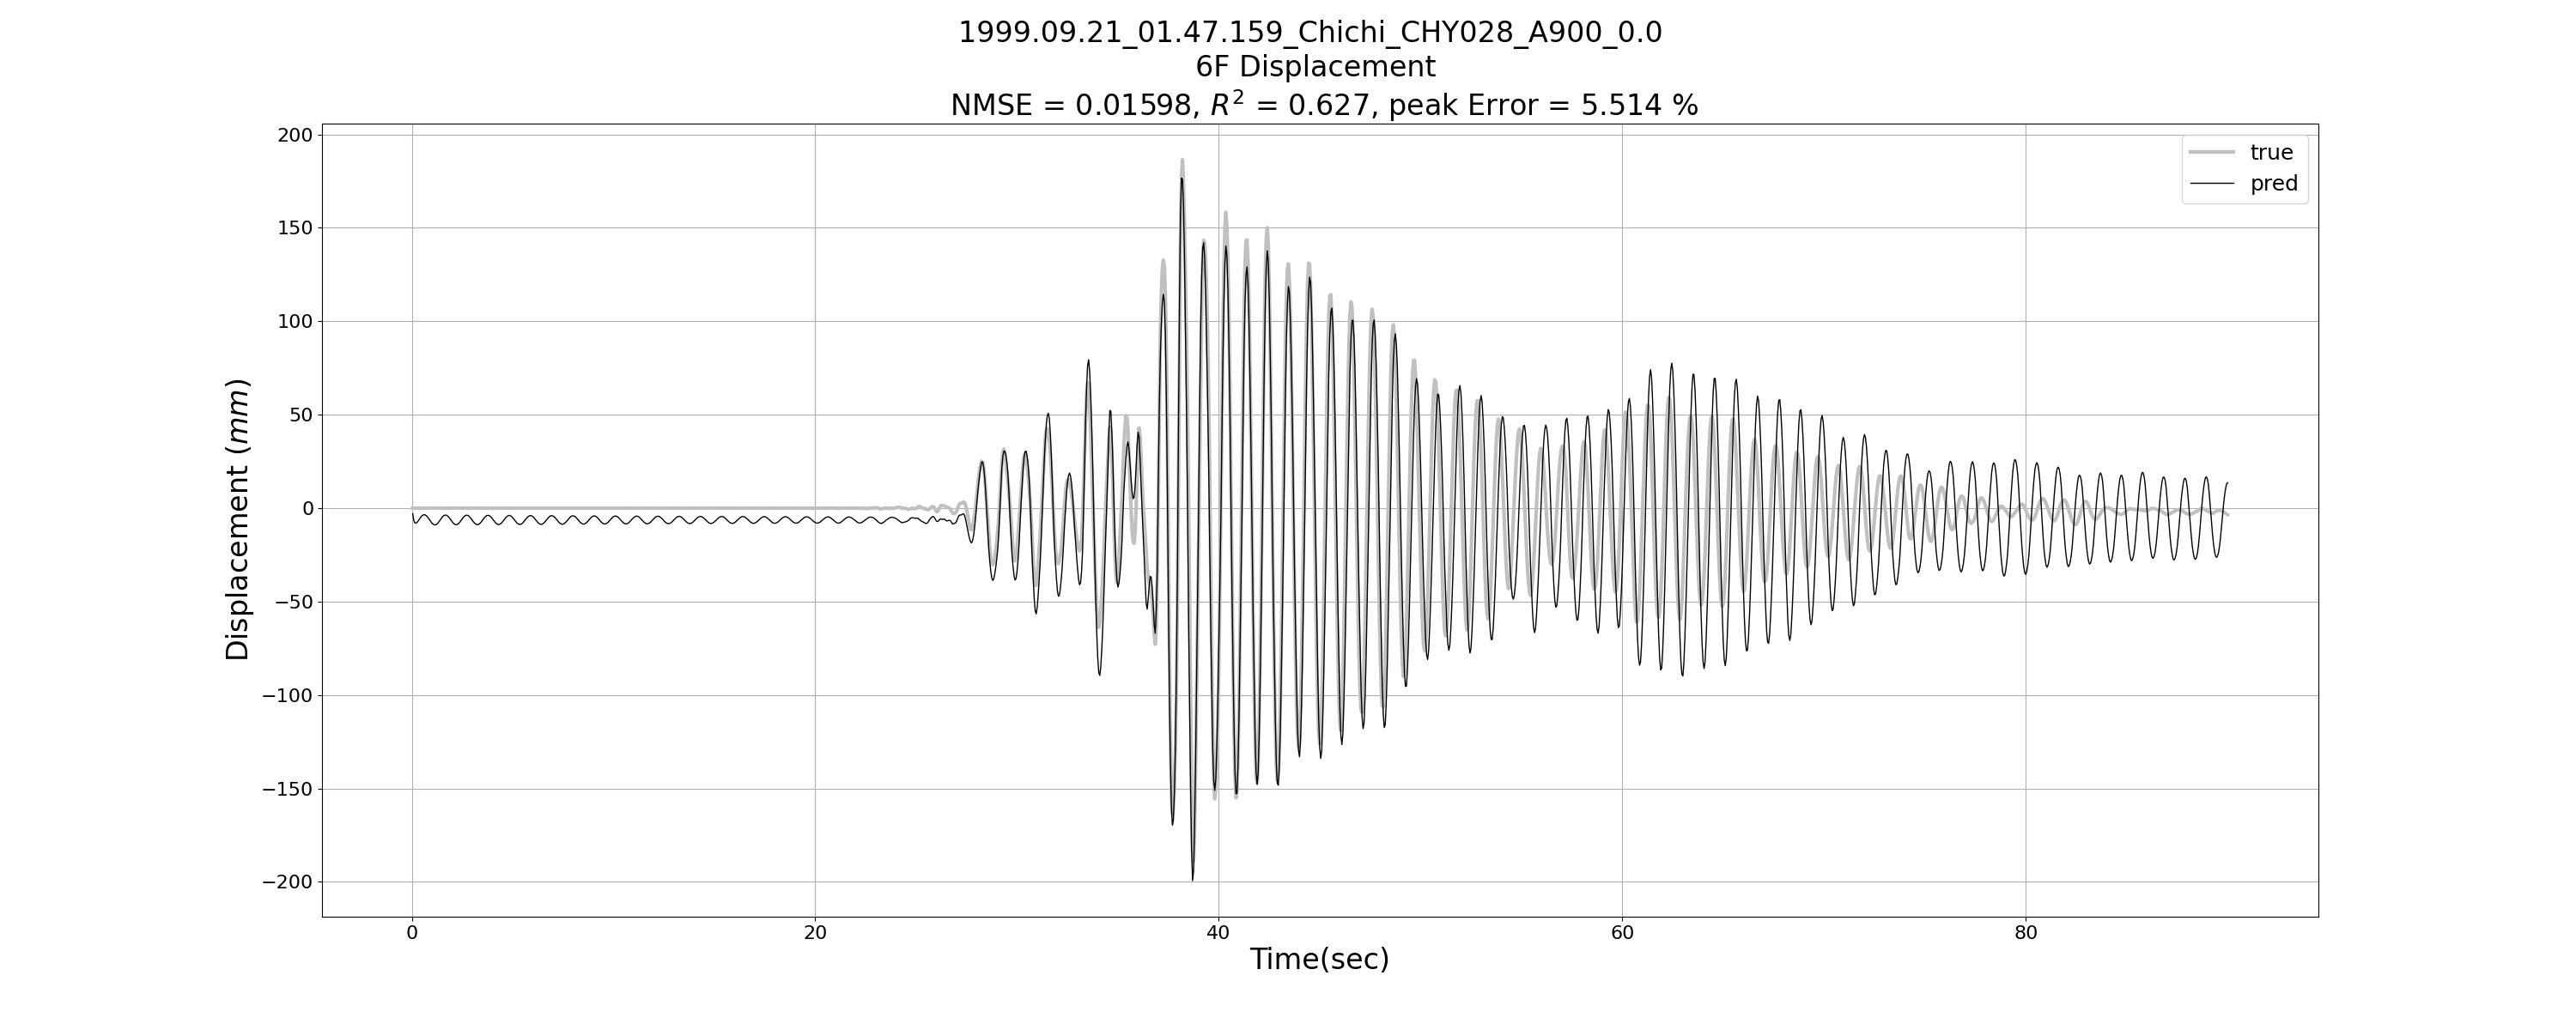 1999.09.21_01.47.159_Chichi_CHY028_A900_0.0
6F Displacement
NMSE = 0.01598, R² = 0.627, peak Error = 5.514 %
true
pred
200
150
100
50
0
−50
−100
−150
−200
Displacement (mm)
0 20 40 60 80
Time(sec)